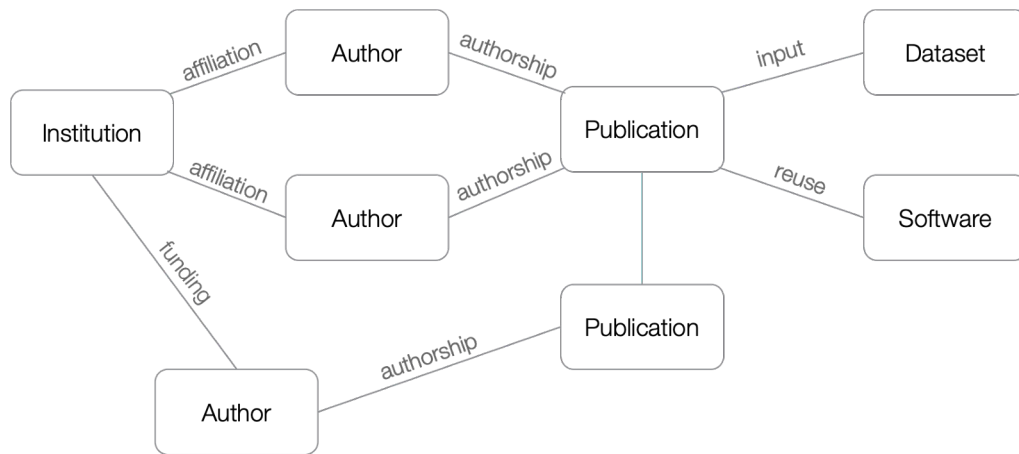 Author
Dataset
affiliation
authorship
input
Institution
Publication
affiliation
authorship
reuse
Author
Software
funding
Publication
authorship
Author